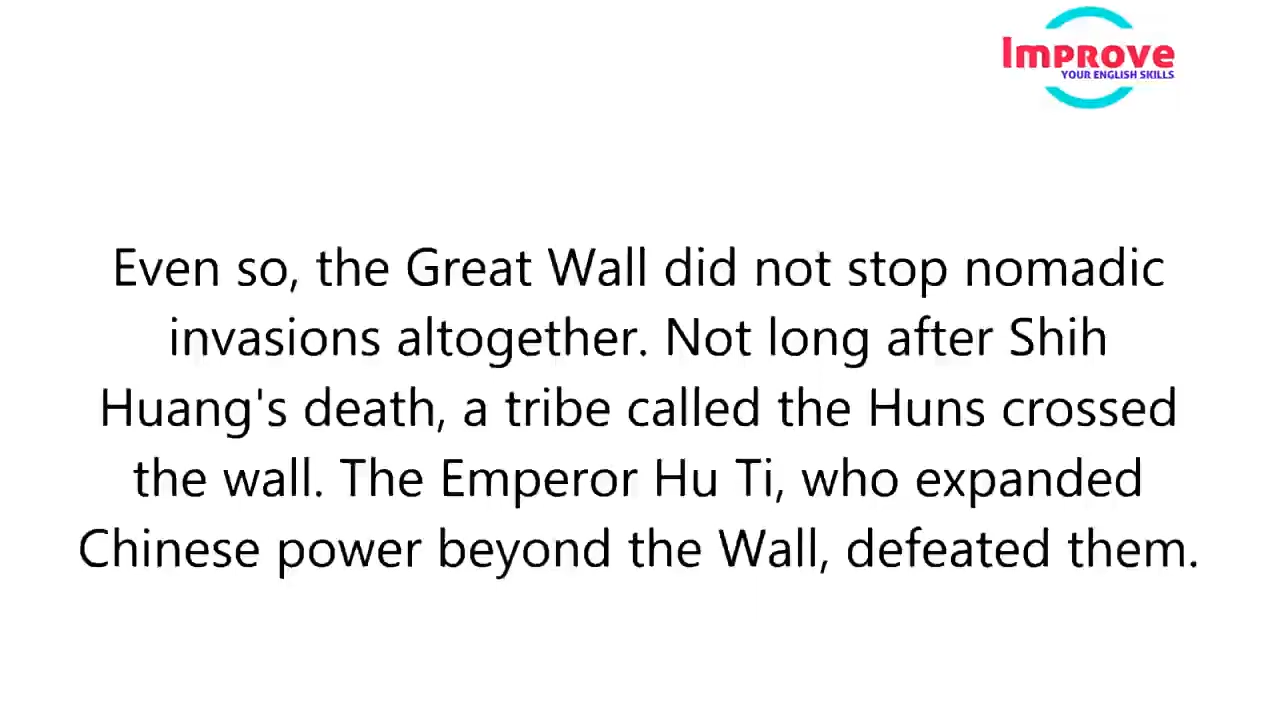 Improve
YOUR ENGLISH SKILLS
Even so, the Great Wall did not stop nomadic
invasions altogether. Not long after Shih
Huang's death, a tribe called the Huns crossed
the wall. The Emperor Hu Ti, who expanded
Chinese power beyond the Wall, defeated them.